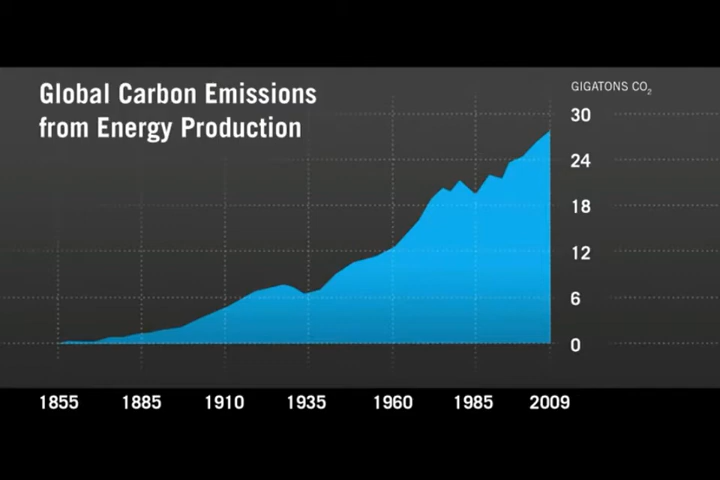 Global Carbon Emissions
from Energy Production
GIGATONS CO₂
30
24
18
12
6
0
1855 1885 1910 1935 1960 1985 2009